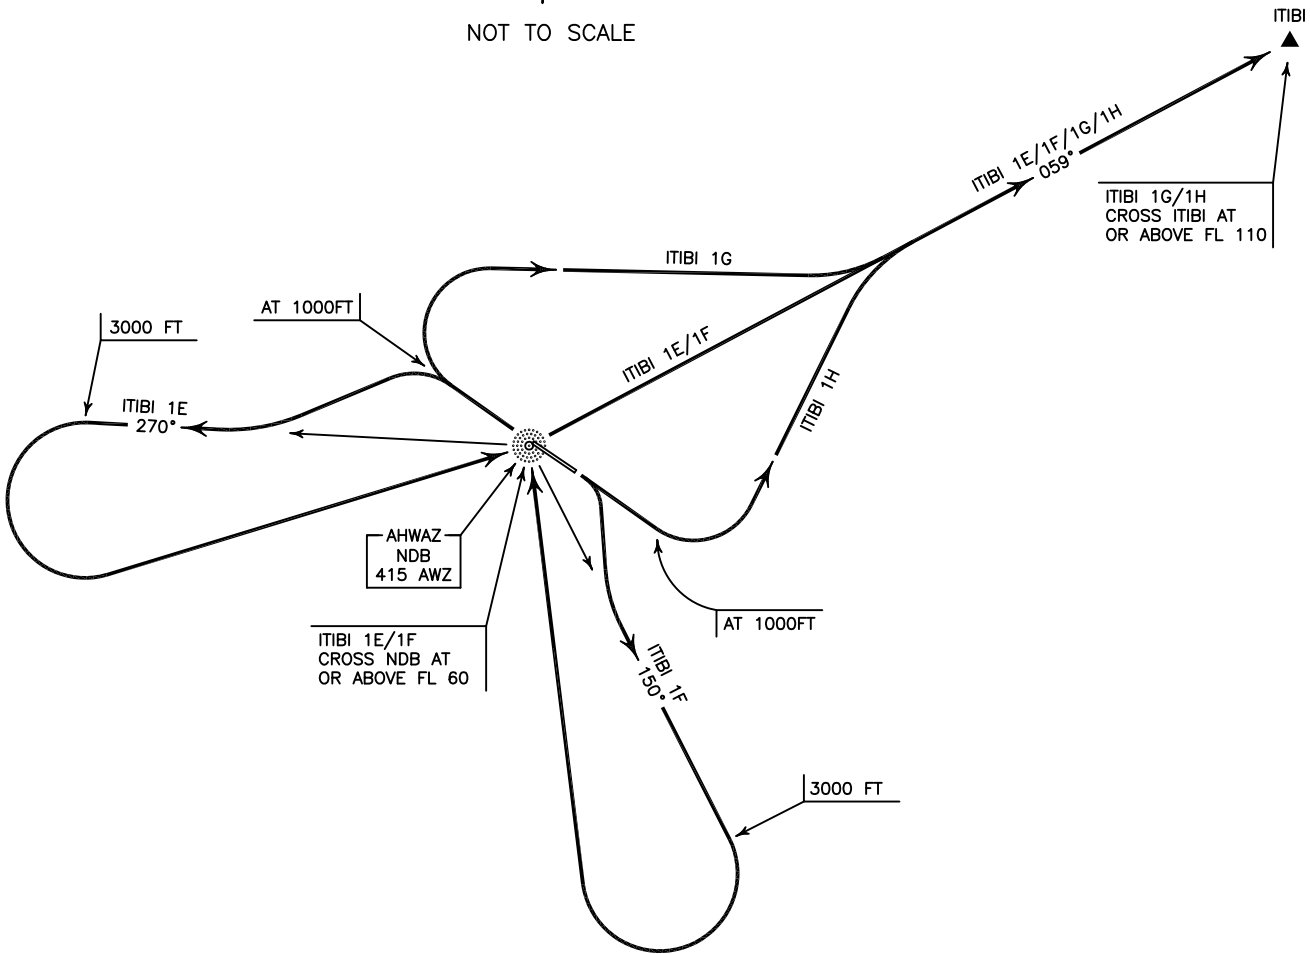 NOT TO SCALE
ITIBI
ITIBI 1E/1F/1G/1H
059°
ITIBI 1G/1H
CROSS ITIBI AT
OR ABOVE FL 110
ITIBI 1G
AT 1000FT
3000 FT
ITIBI 1E/1F
ITIBI 1H
ITIBI 1E
270°
AHWAZ
NDB
415 AWZ
AT 1000FT
ITIBI 1E/1F
CROSS NDB AT
OR ABOVE FL 60
ITIBI 1F
150°
3000 FT